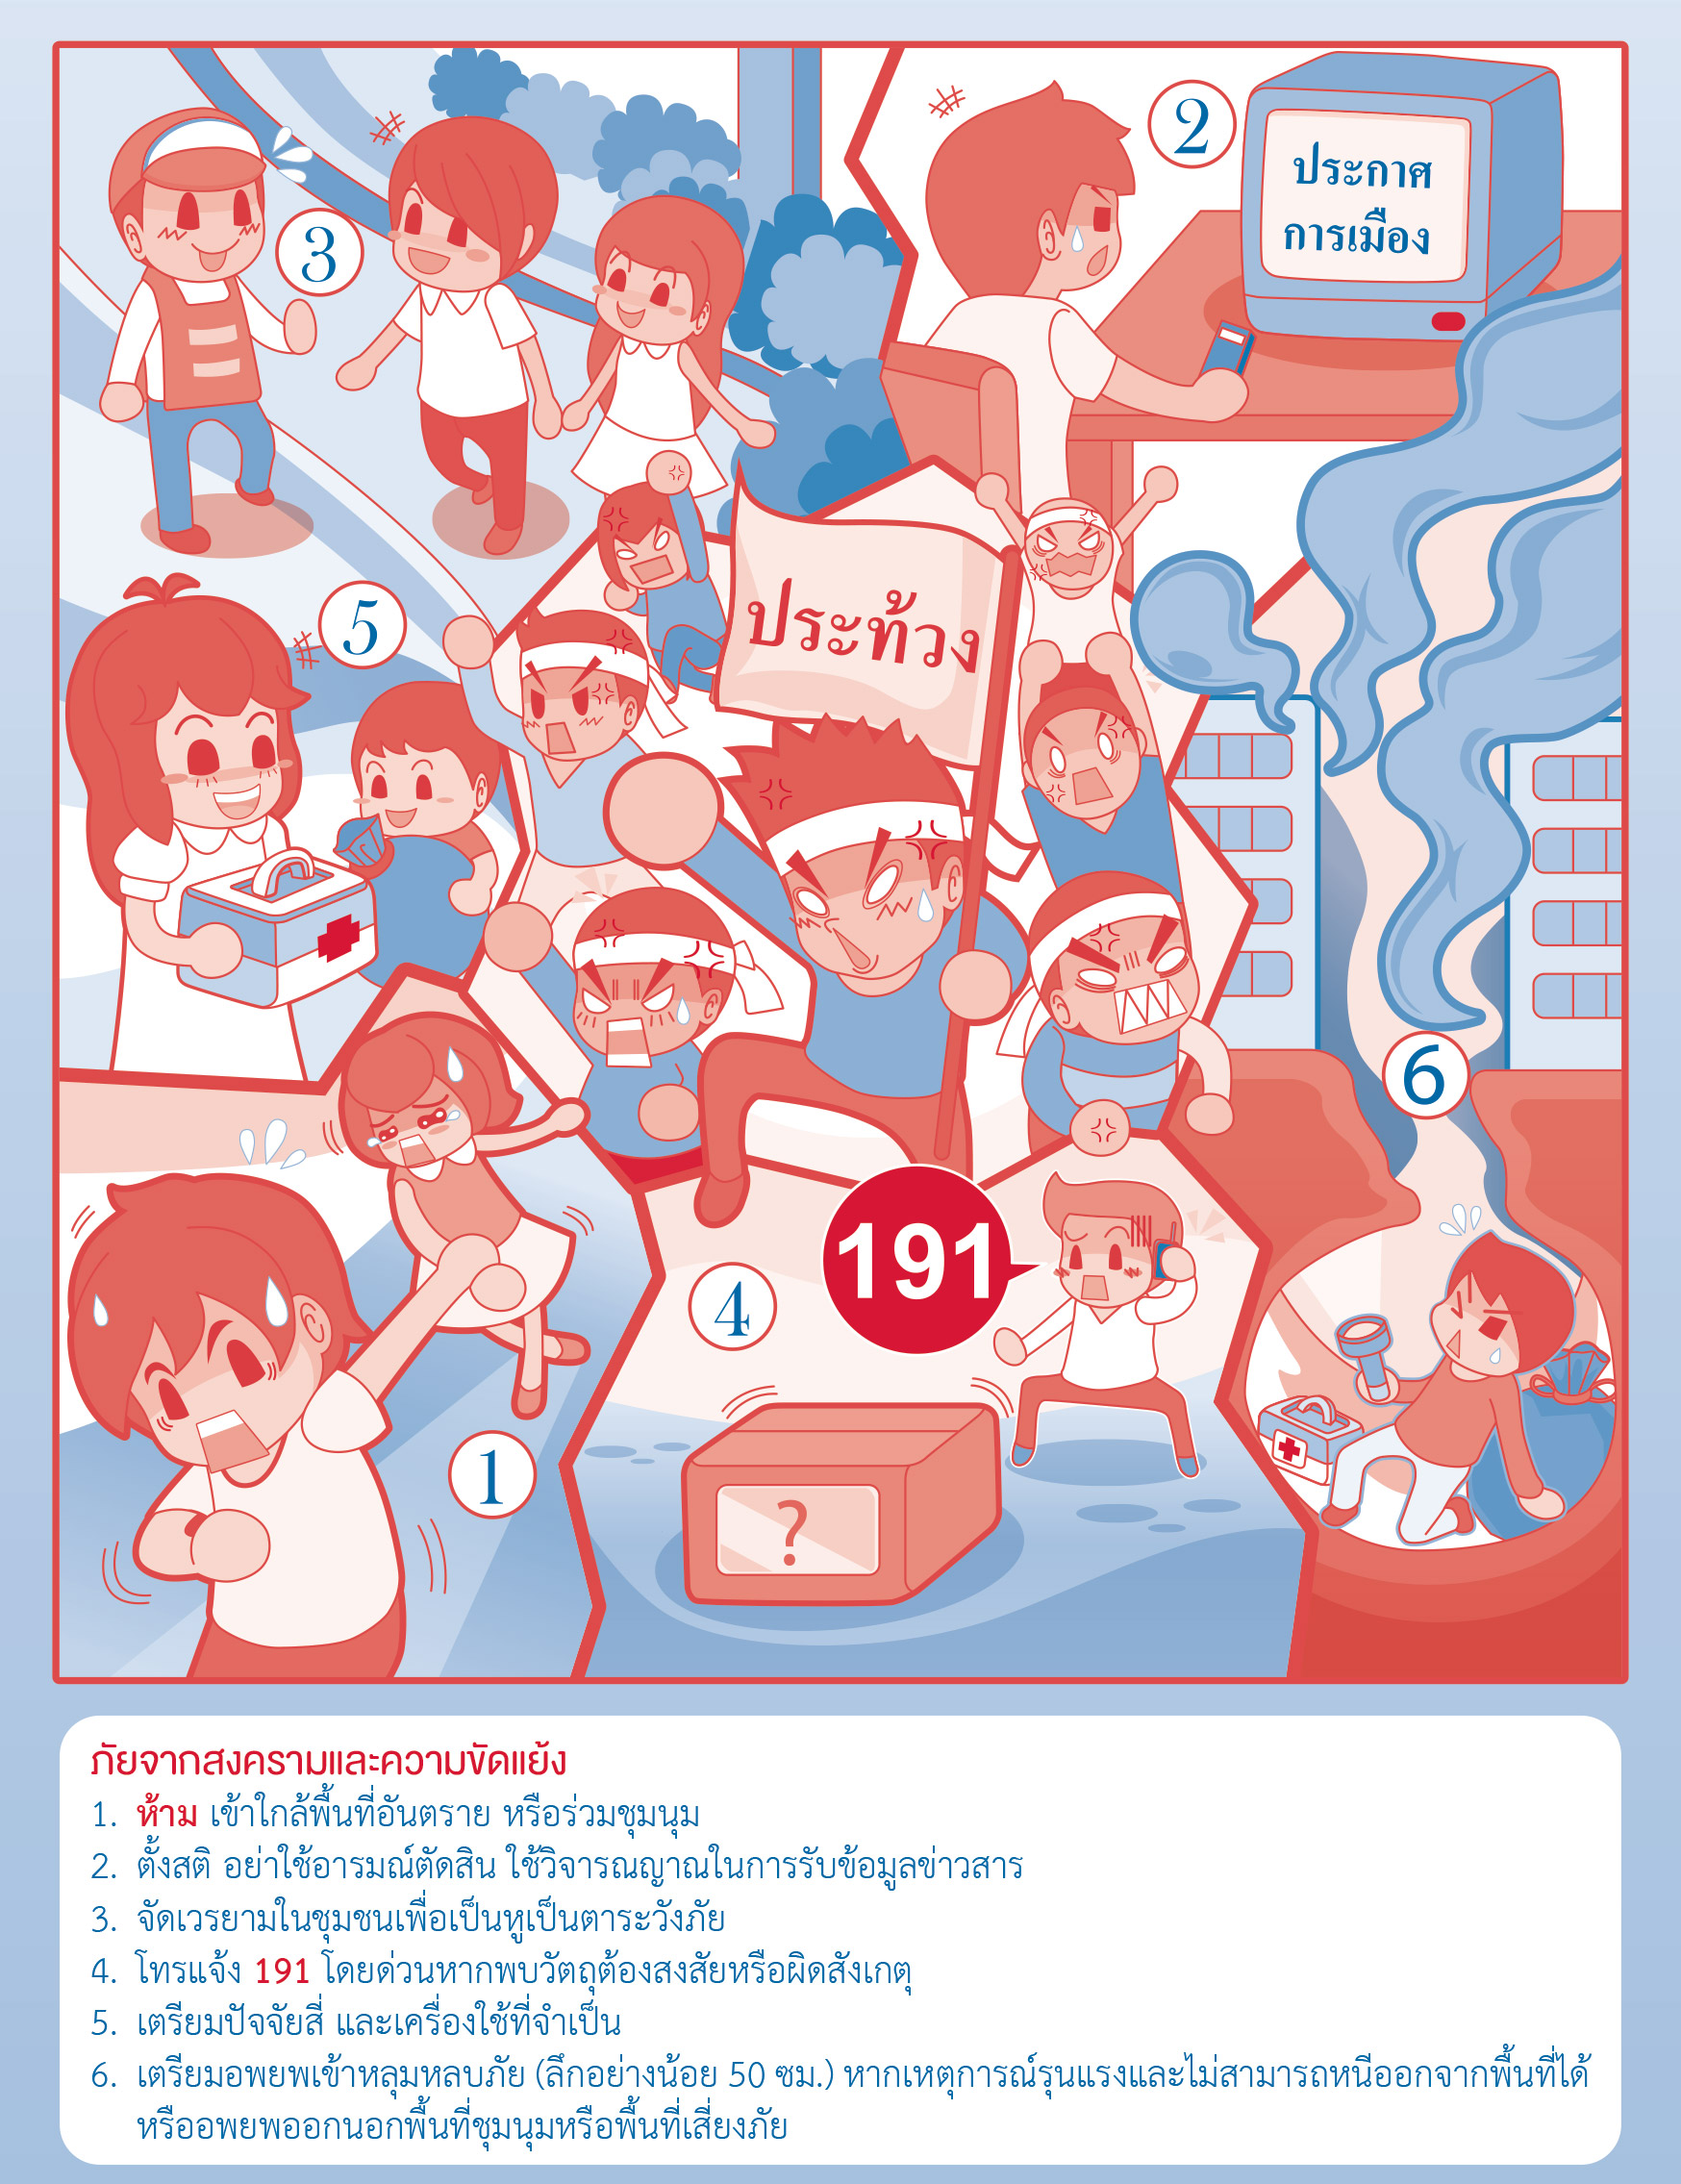 3
2
ประกาศ
การเมือง
5
ประท้วง
6
191
4
1
?
ภัยจากสงครามและความขัดแย้ง
1. ห้าม เข้าใกล้พื้นที่อันตราย หรือร่วมชุมนุม
2. ตั้งสติ อย่าใช้อารมณ์ตัดสิน ใช้วิจารณญาณในการรับข้อมูลข่าวสาร
3. จัดเวรยามในชุมชนเพื่อเป็นหูเป็นตาระวังภัย
4. โทรแจ้ง 191 โดยด่วนหากพบวัตถุต้องสงสัยหรือผิดสังเกตุ
5. เตรียมปัจจัยสี่ และเครื่องใช้ที่จำเป็น
6. เตรียมอพยพเข้าหลุมหลบภัย (ลึกอย่างน้อย 50 ซม.) หากเหตุการณ์รุนแรงและไม่สามารถหนีออกจากพื้นที่ได้
หรืออพยพออกนอกพื้นที่ชุมนุมหรือพื้นที่เสี่ยงภัย